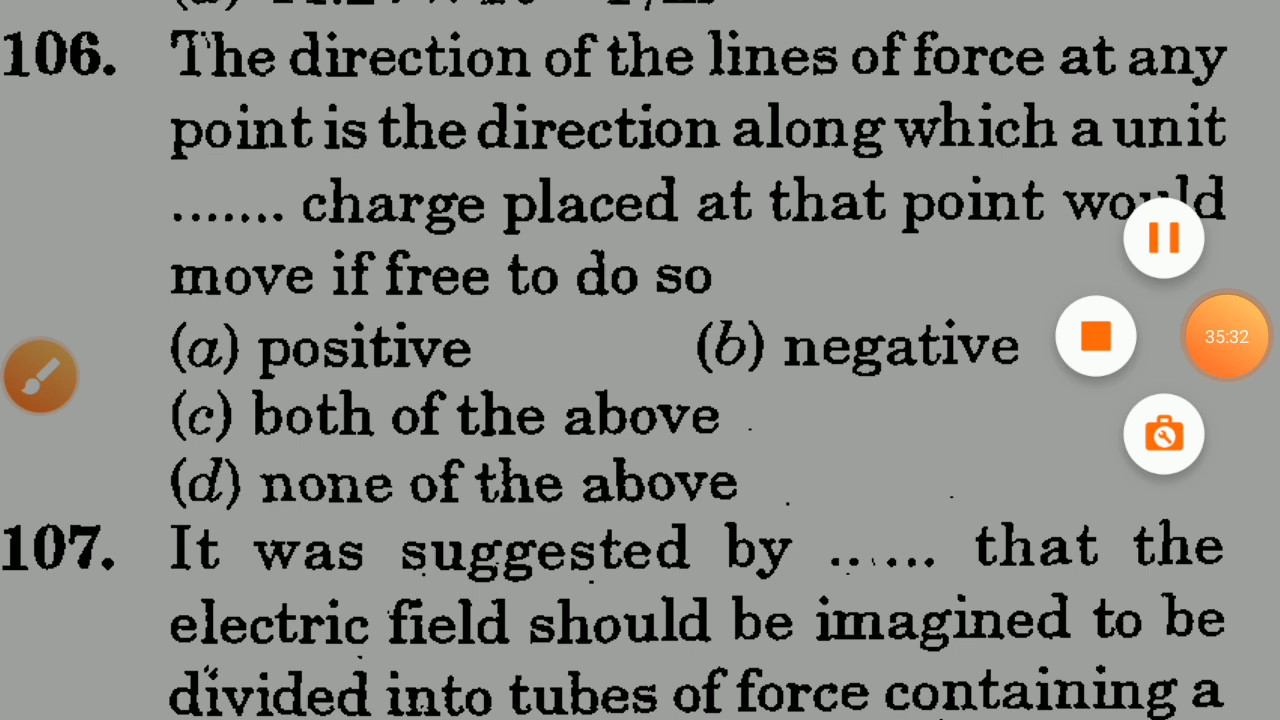 106. The direction of the lines of force at any
point is the direction along which a unit
....... charge placed at that point would
move if free to do so
(a) positive (b) negative
(c) both of the above
(d) none of the above
35:32
107. It was suggested by ...... that the
electric field should be imagined to be
divided into tubes of force containing a